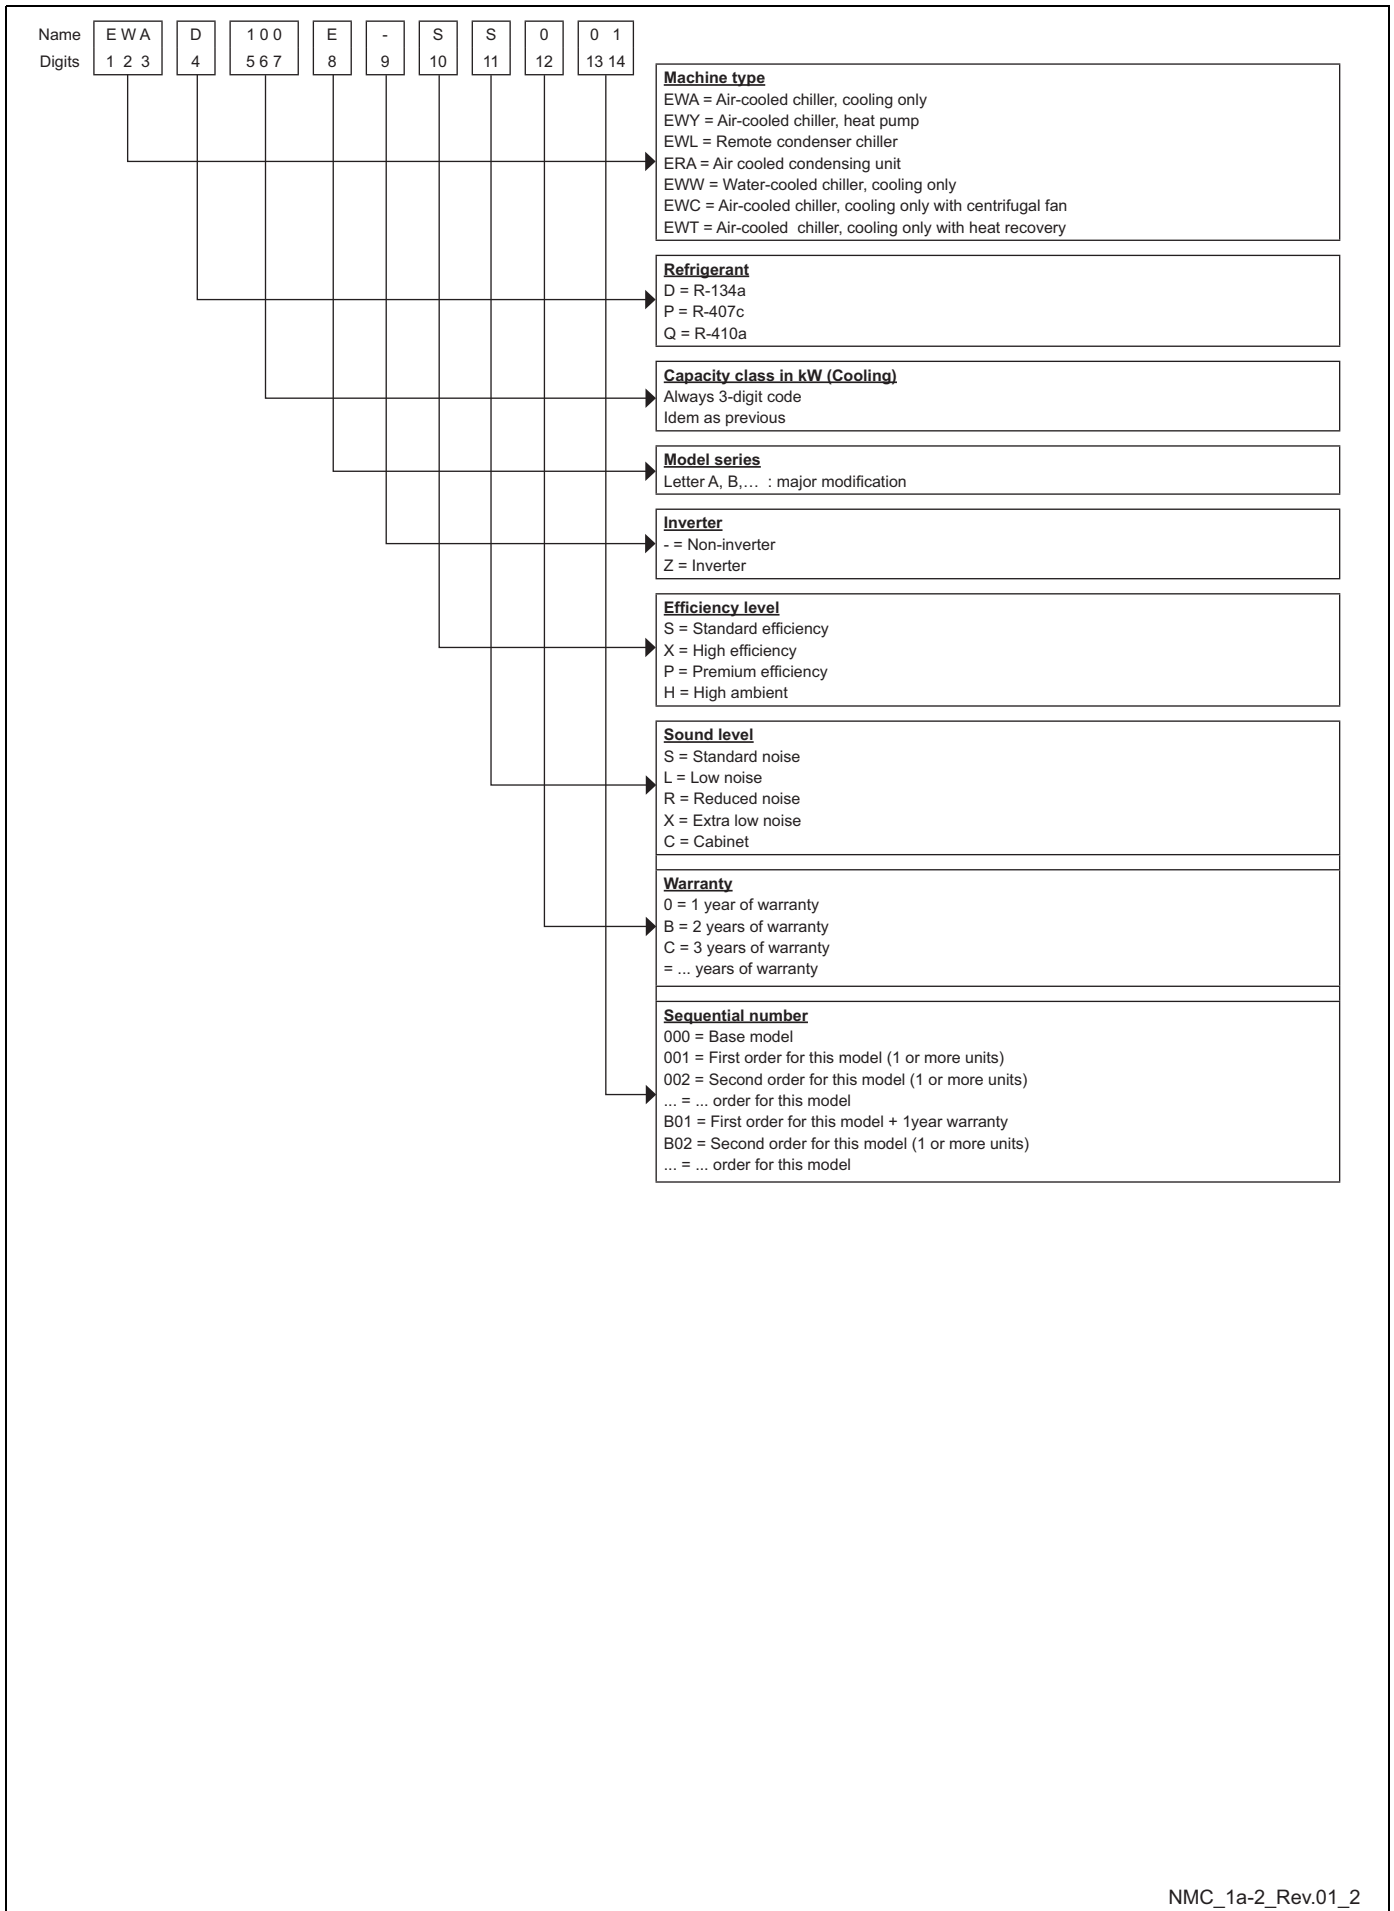 Name EWA D 100 E - S S 0 0 1
Digits 1 2 3 4 5 6 7 8 9 10 11 12 13 14
Machine type
EWA = Air-cooled chiller, cooling only
EWY = Air-cooled chiller, heat pump
EWL = Remote condenser chiller
ERA = Air cooled condensing unit
EWW = Water-cooled chiller, cooling only
EWC = Air-cooled chiller, cooling only with centrifugal fan
EWT = Air-cooled chiller, cooling only with heat recovery
Refrigerant
D = R-134a
P = R-407c
Q = R-410a
Capacity class in kW (Cooling)
Always 3-digit code
Idem as previous
Model series
Letter A, B,… : major modification
Inverter
- = Non-inverter
Z = Inverter
Efficiency level
S = Standard efficiency
X = High efficiency
P = Premium efficiency
H = High ambient
Sound level
S = Standard noise
L = Low noise
R = Reduced noise
X = Extra low noise
C = Cabinet
Warranty
0 = 1 year of warranty
B = 2 years of warranty
C = 3 years of warranty
= ... years of warranty
Sequential number
000 = Base model
001 = First order for this model (1 or more units)
002 = Second order for this model (1 or more units)
... = ... order for this model
B01 = First order for this model + 1year warranty
B02 = Second order for this model (1 or more units)
... = ... order for this model
NMC_1a-2_Rev.01_2